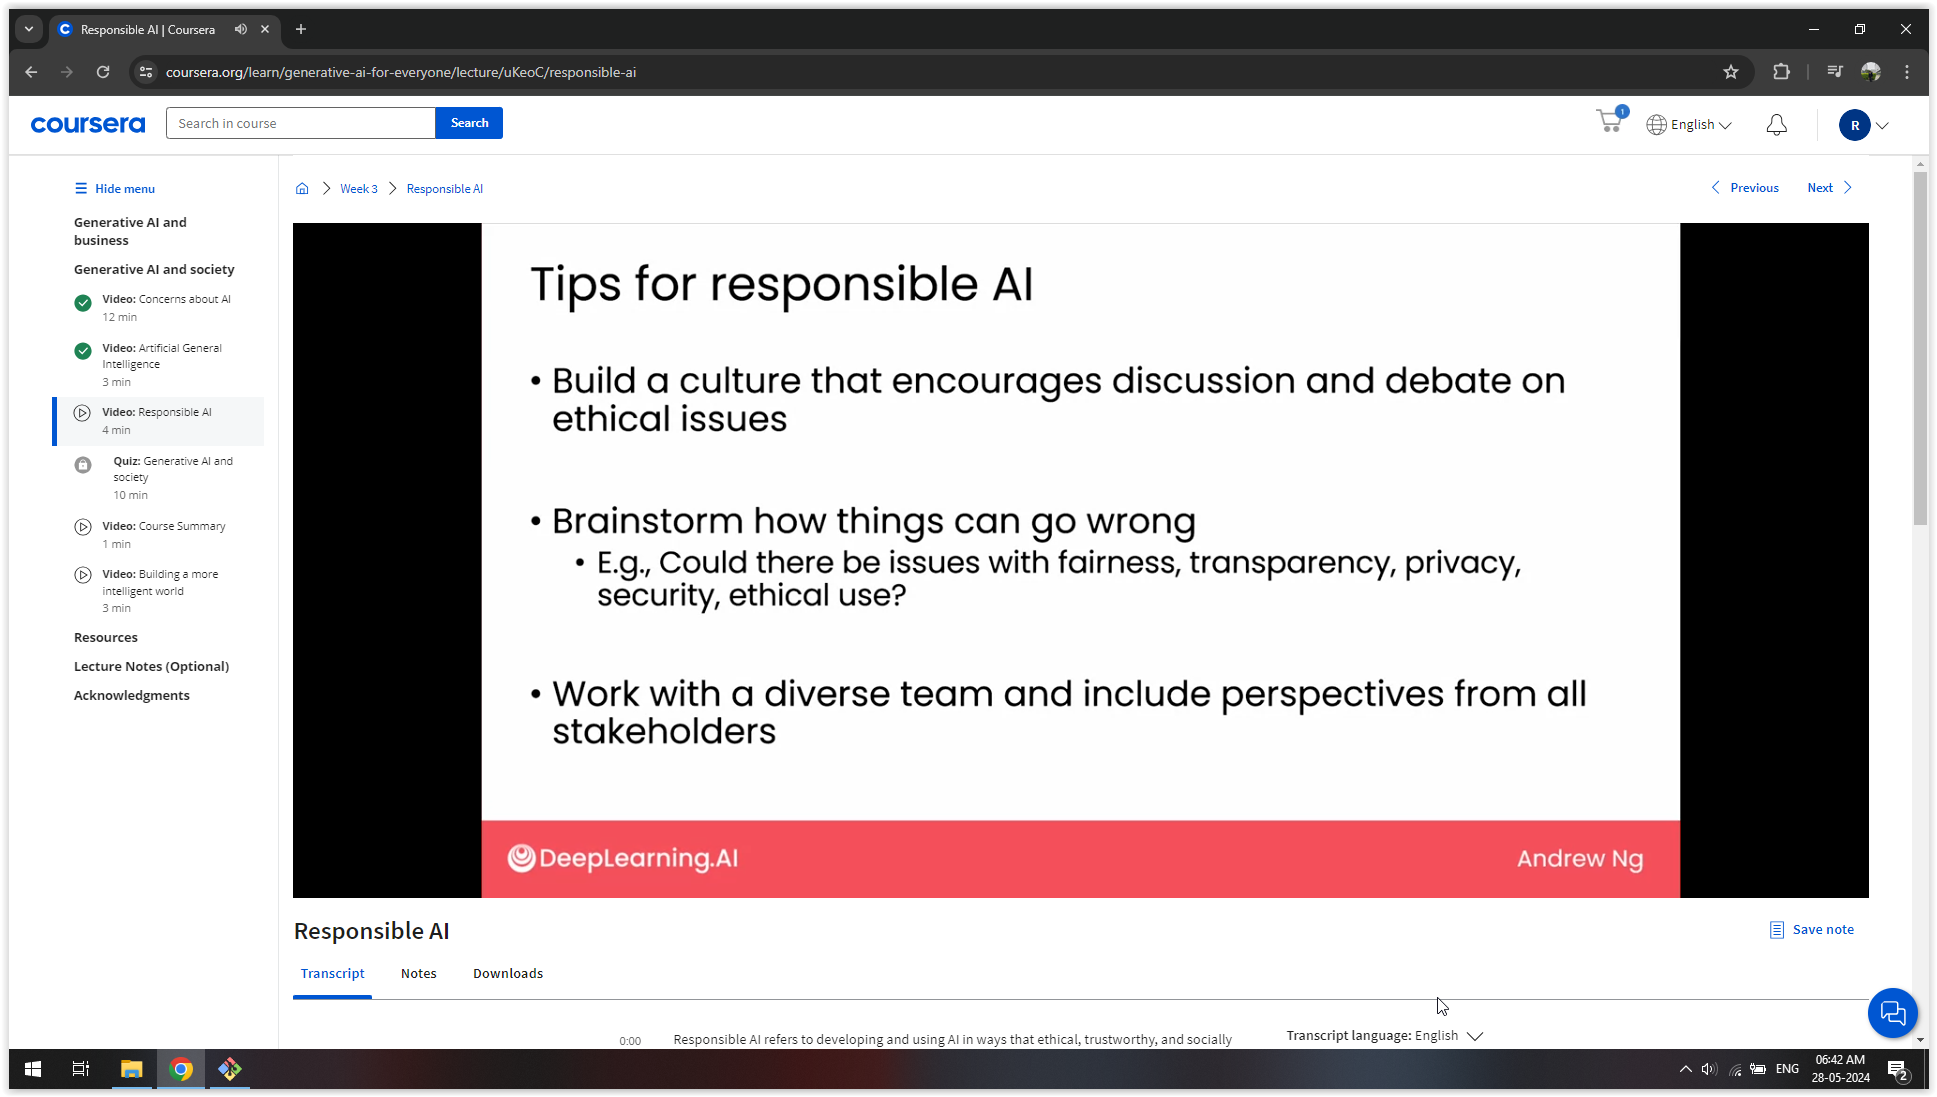 Responsible AI | Coursera
coursera.org/learn/generative-ai-for-everyone/lecture/uKeoC/responsible-ai
coursera
Search in course
Search
1
English
R
Hide menu
Generative AI and
business
Generative AI and society
Video: Concerns about AI
12 min
Video: Artificial General
Intelligence
3 min
Video: Responsible AI
4 min
Quiz: Generative AI and
society
10 min
Video: Course Summary
1 min
Video: Building a more
intelligent world
3 min
Resources
Lecture Notes (Optional)
Acknowledgments
Week 3
Responsible AI
Previous
Next
Tips for responsible AI
• Build a culture that encourages discussion and debate on
ethical issues
• Brainstorm how things can go wrong
• E.g., Could there be issues with fairness, transparency, privacy,
security, ethical use?
• Work with a diverse team and include perspectives from all
stakeholders
DeepLearning.AI
Andrew Ng
Responsible AI
Save note
Transcript
Notes
Downloads
0:00
Responsible AI refers to developing and using AI in ways that ethical, trustworthy, and socially
Transcript language: English
ENG
06:42 AM
28-05-2024
2